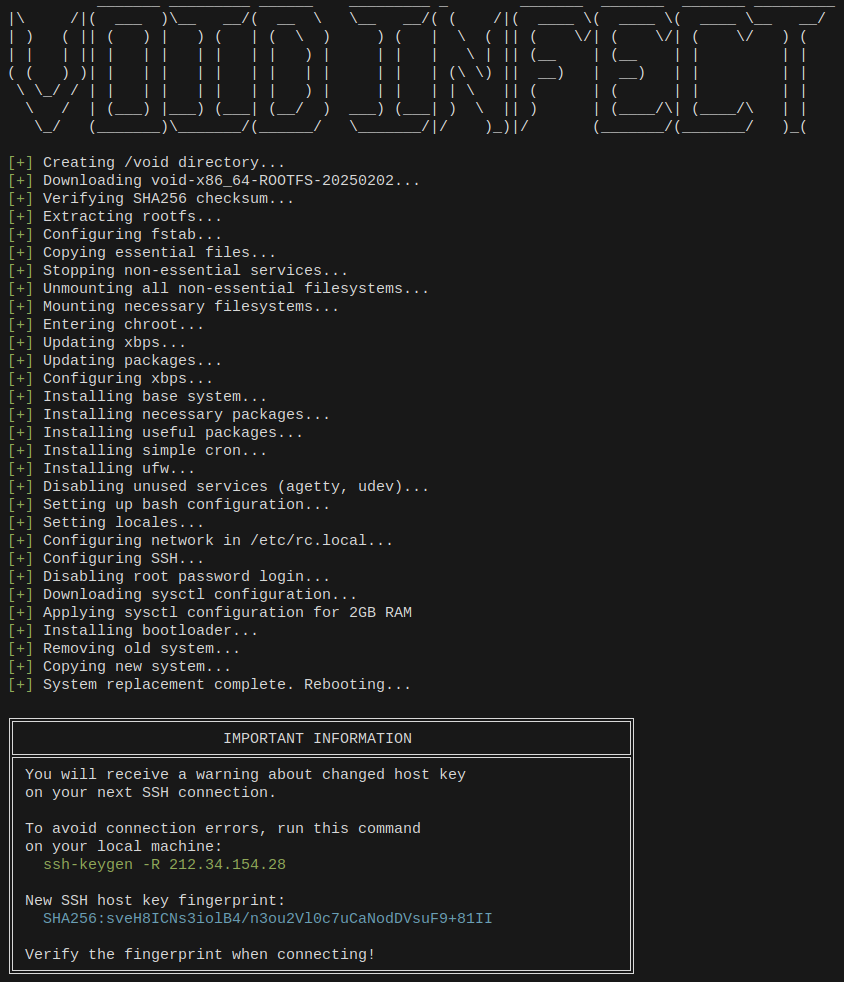 VOID INFECT
[+] Creating /void directory...
[+] Downloading void-x86_64-ROOTFS-20250202...
[+] Verifying SHA256 checksum...
[+] Extracting rootfs...
[+] Configuring fstab...
[+] Copying essential files...
[+] Stopping non-essential services...
[+] Unmounting all non-essential filesystems...
[+] Mounting necessary filesystems...
[+] Entering chroot...
[+] Updating xbps...
[+] Updating packages...
[+] Configuring xbps...
[+] Installing base system...
[+] Installing necessary packages...
[+] Installing useful packages...
[+] Installing simple cron...
[+] Installing ufw...
[+] Disabling unused services (agetty, udev)...
[+] Setting up bash configuration...
[+] Setting locales...
[+] Configuring network in /etc/rc.local...
[+] Configuring SSH...
[+] Disabling root password login...
[+] Downloading sysctl configuration...
[+] Applying sysctl configuration for 2GB RAM
[+] Installing bootloader...
[+] Removing old system...
[+] Copying new system...
[+] System replacement complete. Rebooting...
IMPORTANT INFORMATION
You will receive a warning about changed host key
on your next SSH connection.
To avoid connection errors, run this command
on your local machine:
ssh-keygen -R 212.34.154.28
New SSH host key fingerprint:
SHA256:sveH8ICNs3iolB4/n3ou2Vl0c7uCaNodDVsuF9+81II
Verify the fingerprint when connecting!